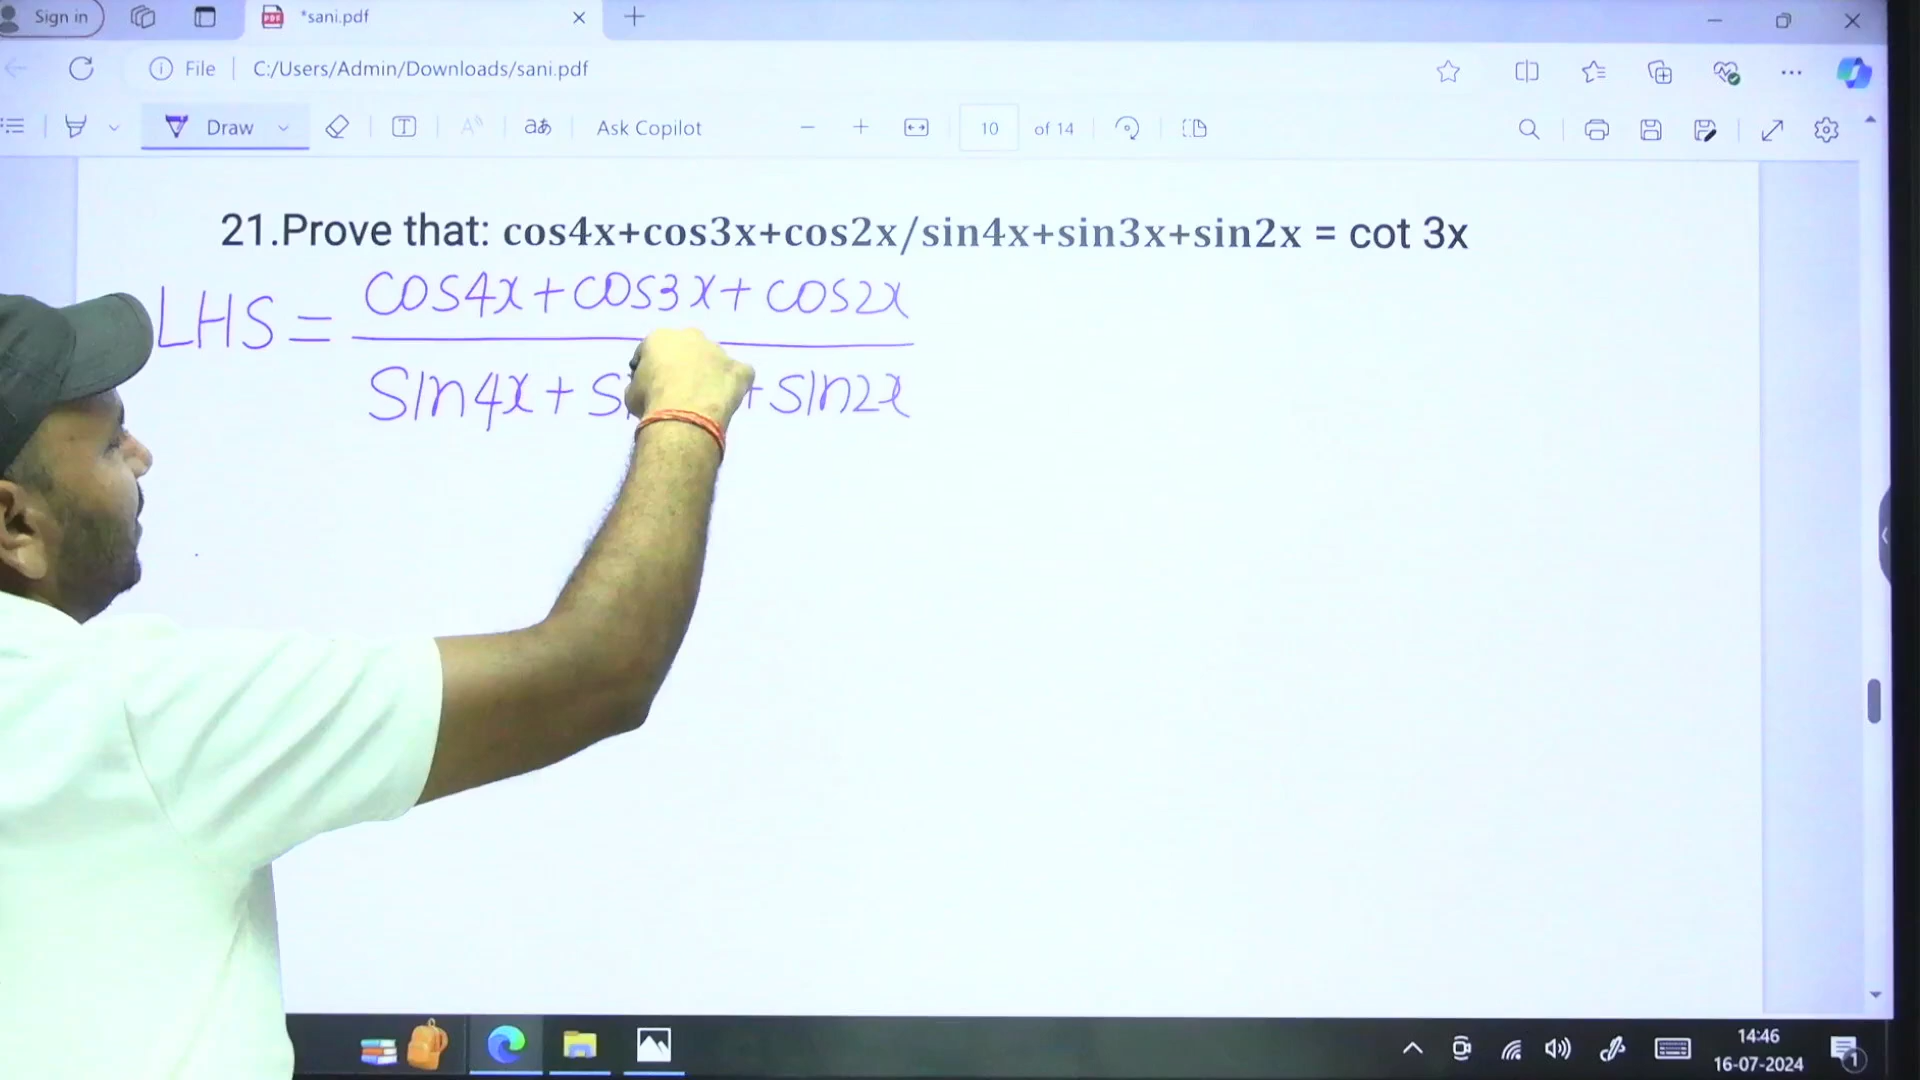 Sign in
*sani.pdf
File C:/Users/Admin/Downloads/sani.pdf
Draw Ask Copilot 10 of 14
21.Prove that: cos4x+cos3x+cos2x/sin4x+sin3x+sin2x = cot 3x
LHS = cos4x + cos3x + cos2x
sin4x + + sin2x
14:46
16-07-2024
1